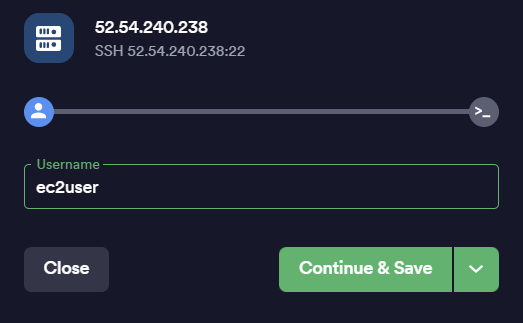 52.54.240.238
SSH 52.54.240.238:22
>_
Username
ec2user
Close
Continue & Save